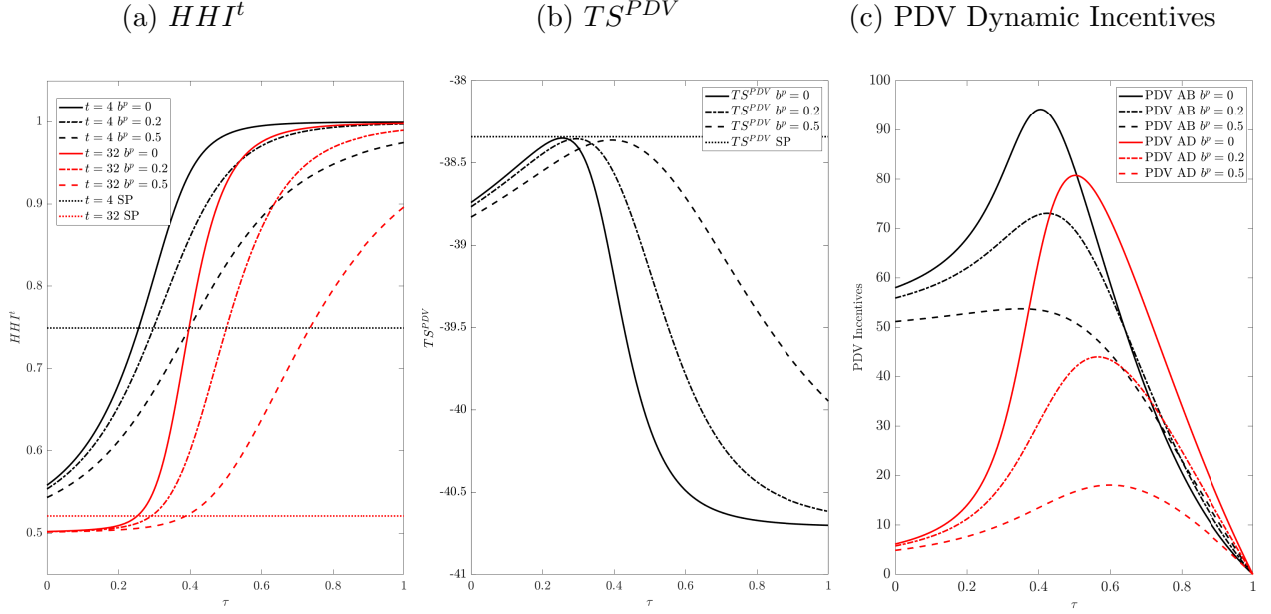 (a) HHI^t
(b) TS^PDV
(c) PDV Dynamic Incentives
HHI^t
1
0.9
0.8
0.7
0.6
0.5
0
0.2
0.4
0.6
0.8
1
τ
t = 4 b^p = 0
t = 4 b^p = 0.2
t = 4 b^p = 0.5
t = 32 b^p = 0
t = 32 b^p = 0.2
t = 32 b^p = 0.5
t = 4 SP
t = 32 SP
TS^PDV
-38
-38.5
-39
-39.5
-40
-40.5
-41
0
0.2
0.4
0.6
0.8
1
τ
TS^PDV b^p = 0
TS^PDV b^p = 0.2
TS^PDV b^p = 0.5
TS^PDV SP
PDV Incentives
100
90
80
70
60
50
40
30
20
10
0
0
0.2
0.4
0.6
0.8
1
τ
PDV AB b^p = 0
PDV AB b^p = 0.2
PDV AB b^p = 0.5
PDV AD b^p = 0
PDV AD b^p = 0.2
PDV AD b^p = 0.5